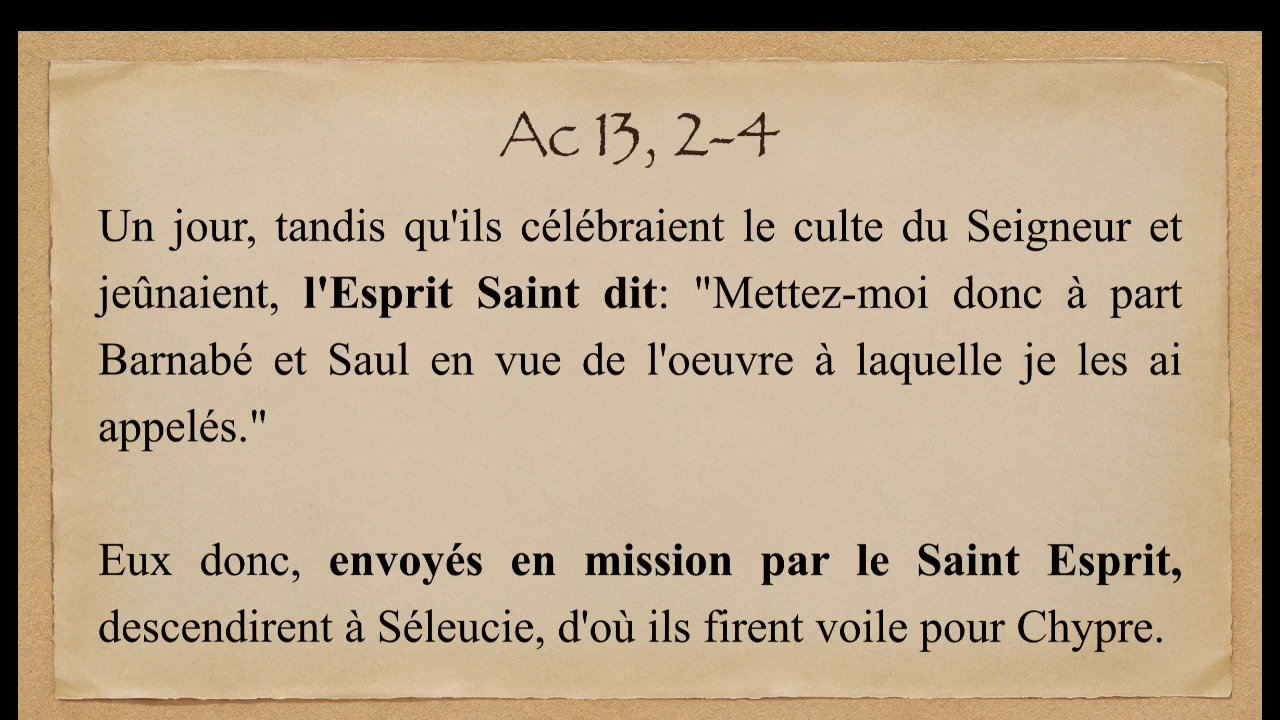 Ac 13, 2-4
Un jour, tandis qu'ils célébraient le culte du Seigneur et
jeûnaient, l'Esprit Saint dit: "Mettez-moi donc à part
Barnabé et Saul en vue de l'oeuvre à laquelle je les ai
appelés."
Eux donc, envoyés en mission par le Saint Esprit,
descendirent à Séleucie, d'où ils firent voile pour Chypre.